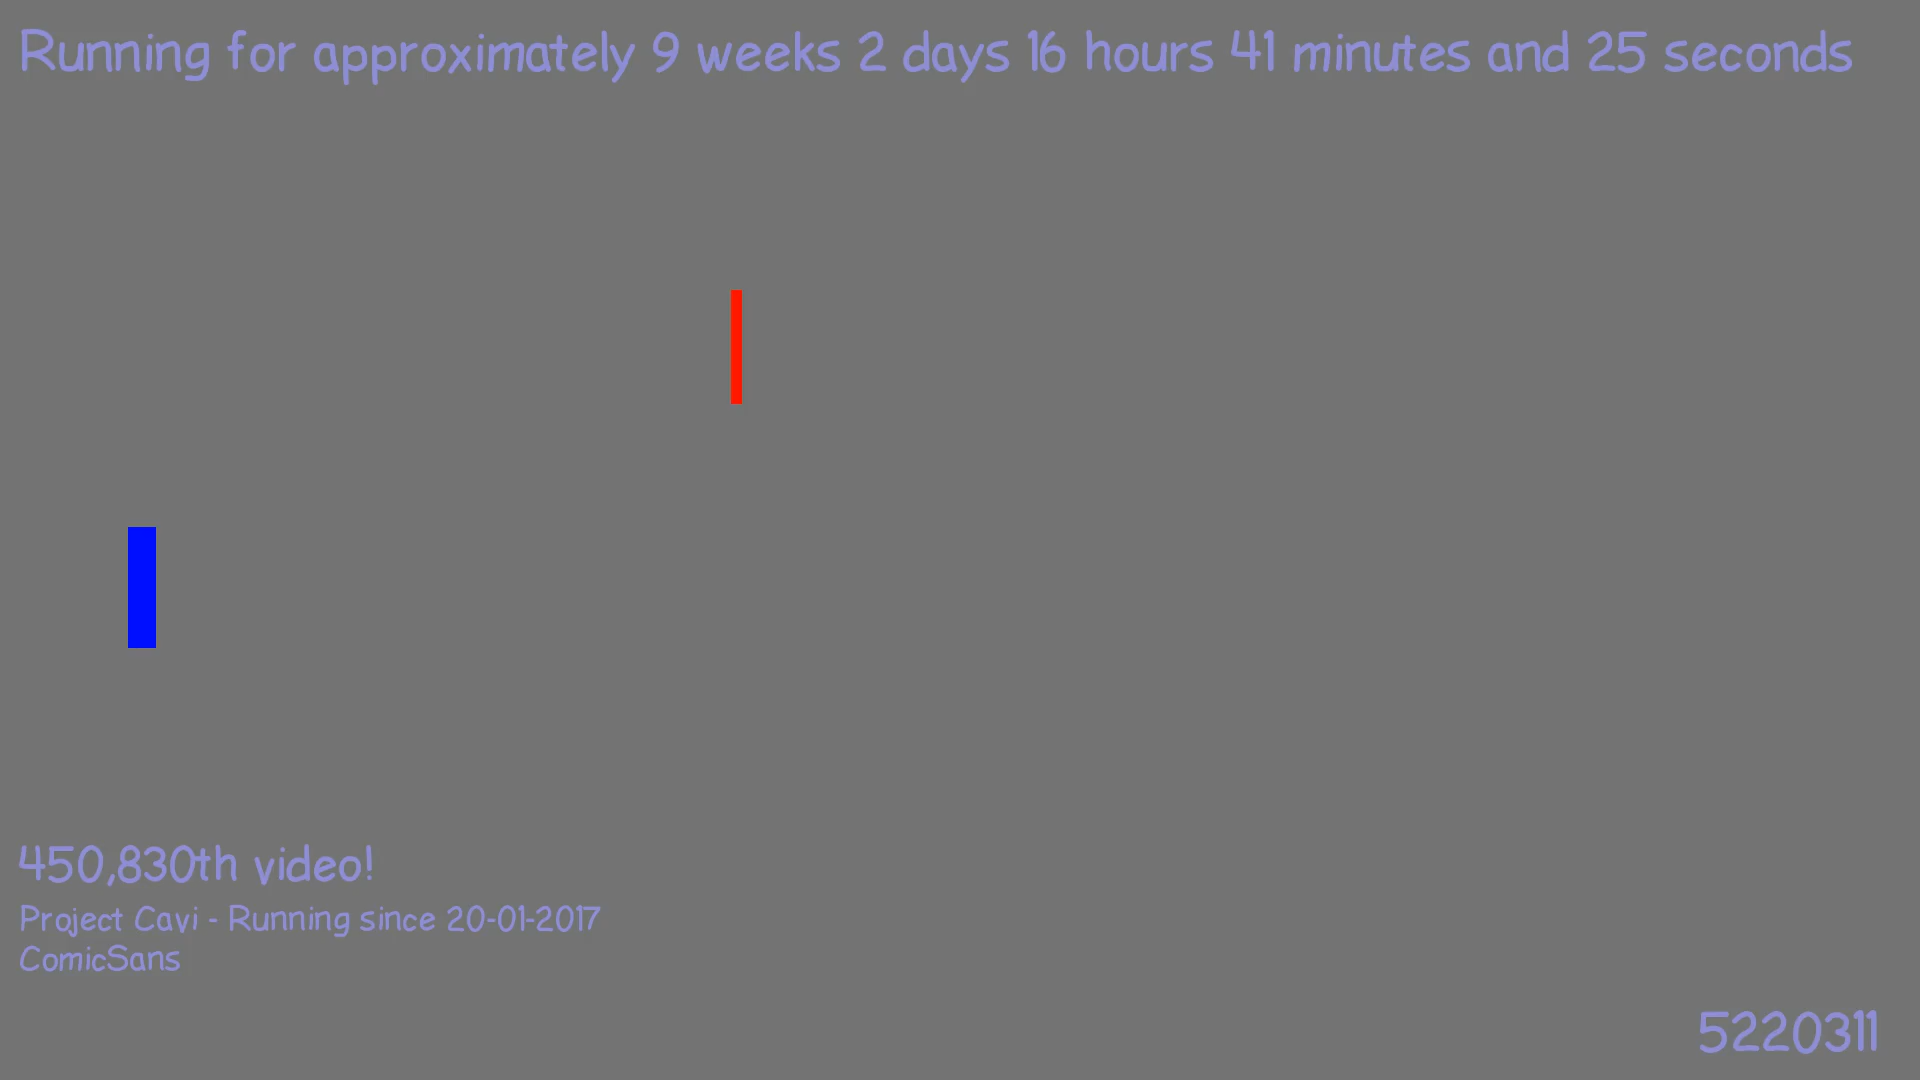 Running for approximately 9 weeks 2 days 16 hours 41 minutes and 25 seconds
450,830th video!
Project Cavi - Running since 20-01-2017
ComicSans
5220311